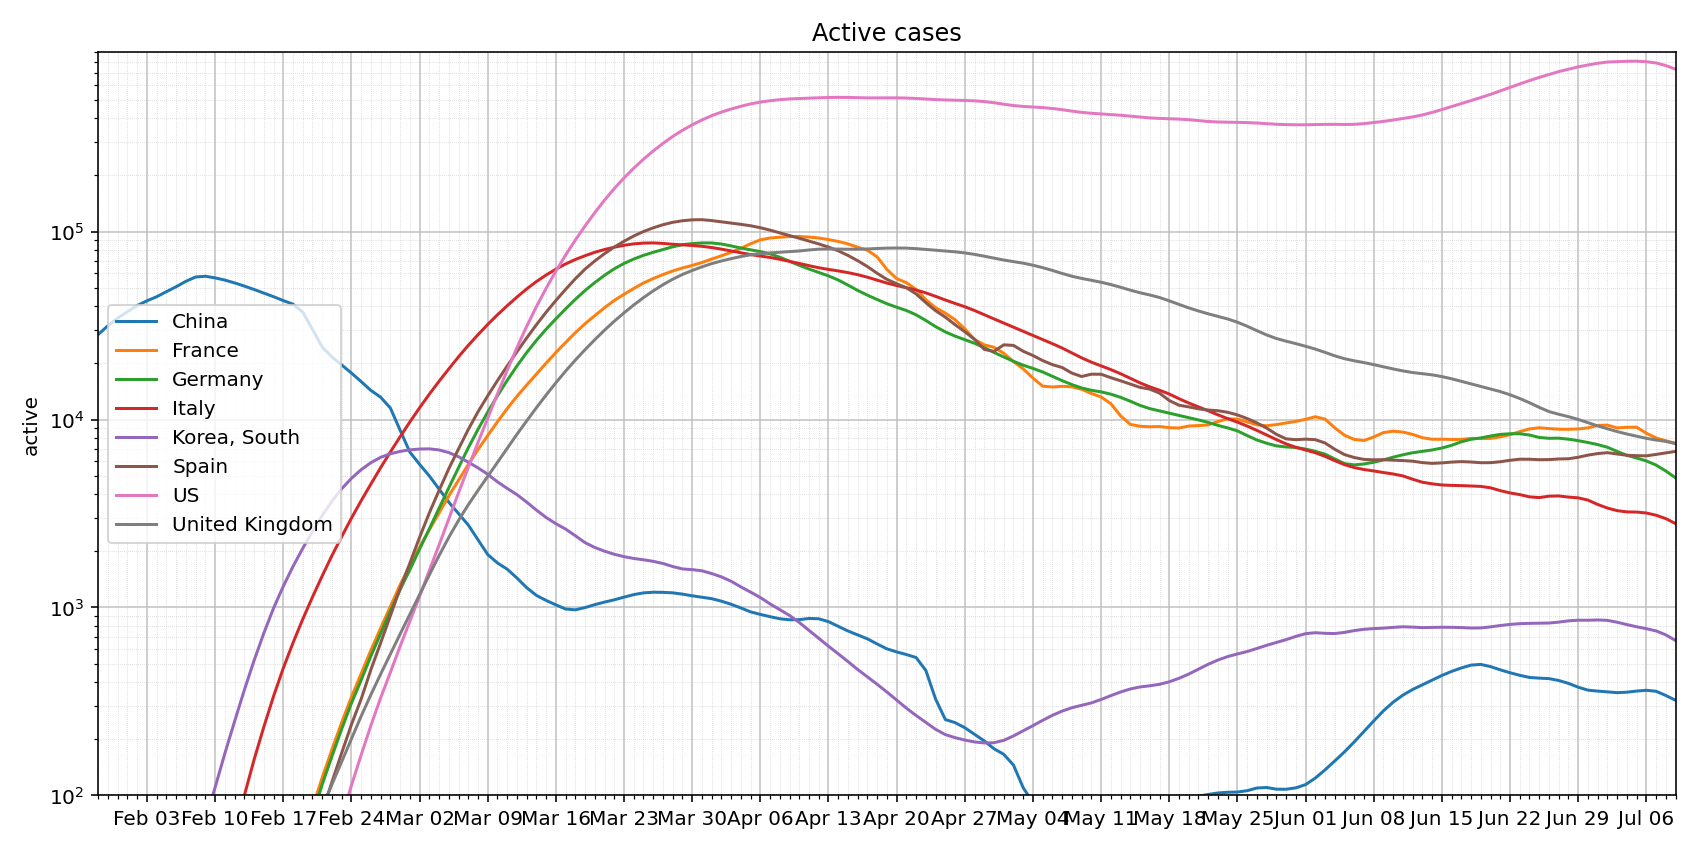 Active cases
active
10^5
10^4
10^3
10^2
China
France
Germany
Italy
Korea, South
Spain
US
United Kingdom
Feb 03 Feb 10 Feb 17 Feb 24 Mar 02 Mar 09 Mar 16 Mar 23 Mar 30 Apr 06 Apr 13 Apr 20 Apr 27 May 04 May 11 May 18 May 25 Jun 01 Jun 08 Jun 15 Jun 22 Jun 29 Jul 06